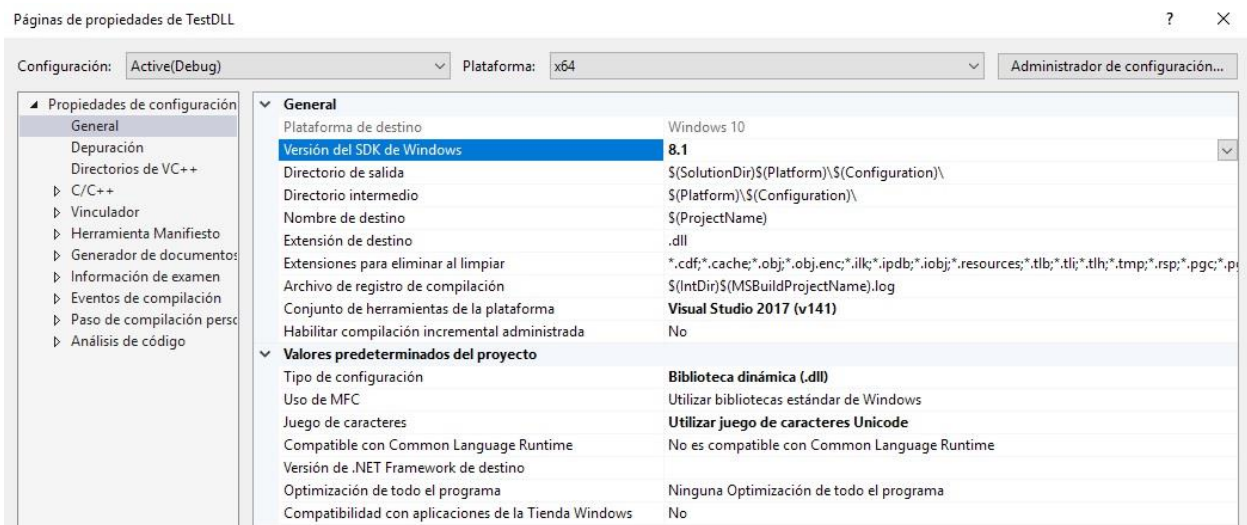 Páginas de propiedades de TestDLL ? ×
Configuración: Active(Debug) Plataforma: x64 Administrador de configuración...
Propiedades de configuración
General
Depuración
Directorios de VC++
C/C++
Vinculador
Herramienta Manifiesto
Generador de documentos
Información de examen
Eventos de compilación
Paso de compilación perso
Análisis de código
General
Plataforma de destino Windows 10
Versión del SDK de Windows 8.1
Directorio de salida $(SolutionDir)$(Platform)\$(Configuration)\
Directorio intermedio $(Platform)\$(Configuration)\
Nombre de destino $(ProjectName)
Extensión de destino .dll
Extensiones para eliminar al limpiar *.cdf;*.cache;*.obj;*.obj.enc;*.ilk;*.ipdb;*.iobj;*.resources;*.tlb;*.tli;*.tlh;*.tmp;*.rsp;*.pgc;*.pg
Archivo de registro de compilación $(IntDir)$(MSBuildProjectName).log
Conjunto de herramientas de la plataforma Visual Studio 2017 (v141)
Habilitar compilación incremental administrada No
Valores predeterminados del proyecto
Tipo de configuración Biblioteca dinámica (.dll)
Uso de MFC Utilizar bibliotecas estándar de Windows
Juego de caracteres Utilizar juego de caracteres Unicode
Compatible con Common Language Runtime No es compatible con Common Language Runtime
Versión de .NET Framework de destino
Optimización de todo el programa Ninguna Optimización de todo el programa
Compatibilidad con aplicaciones de la Tienda Windows No